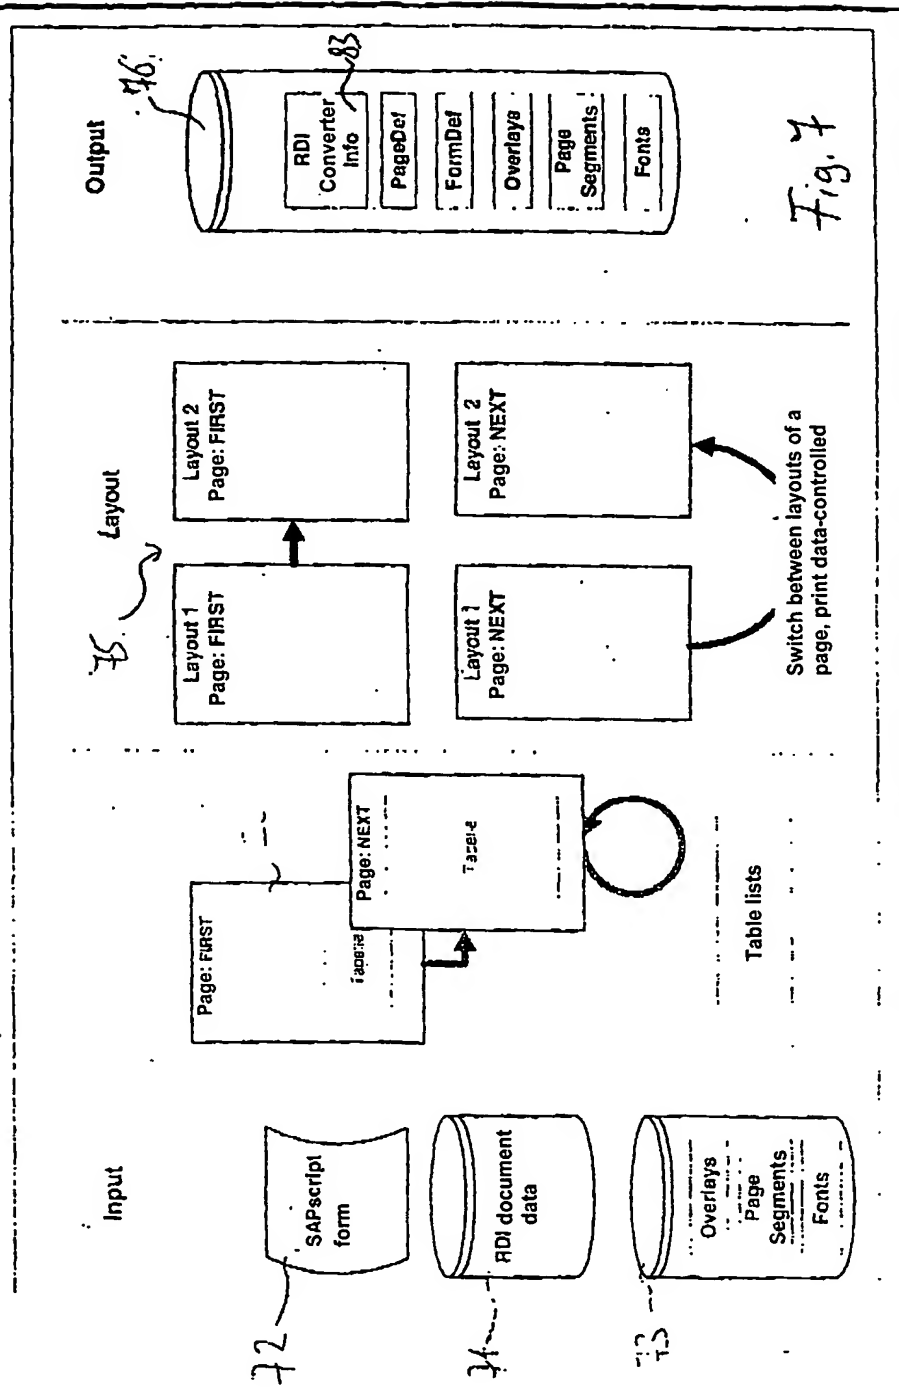 Input
72
SAPscript
form
74
RDI document
data
73
Overlays
Page
Segments
Fonts
Page: FIRST
Page: NEXT
Table lists
75
Layout
Layout 1
Page: FIRST
Layout 2
Page: FIRST
Layout 1
Page: NEXT
Layout 2
Page: NEXT
Switch between layouts of a
page, print data-controlled
Output
76
83
RDI
Converter
Info
PageDef
FormDef
Overlays
Page
Segments
Fonts
Fig. 7